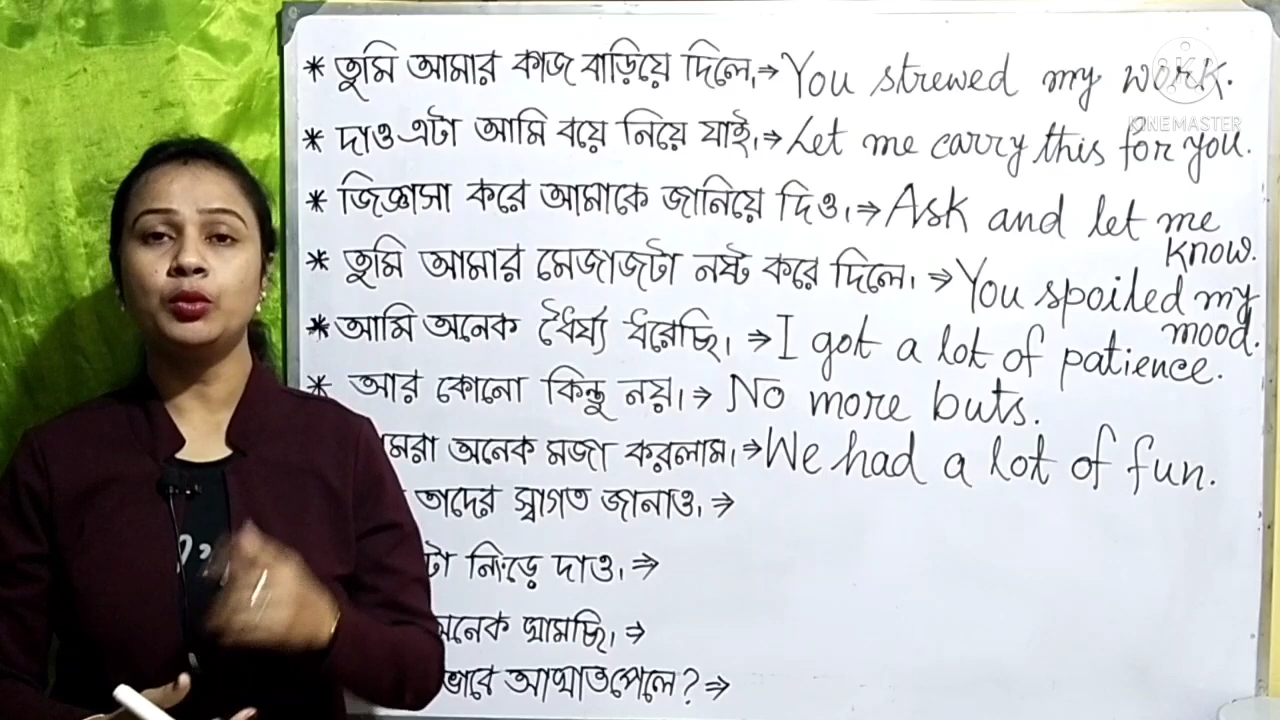 * তুমি আমার কাজ বাড়িয়ে দিলে।⇒ You strewed my work.
KINEMASTER
* দাও এটা আমি বয়ে নিয়ে যাই।⇒ Let me carry this for you.
* জিজ্ঞাসা করে আমাকে জানিয়ে দিও।⇒ Ask and let me know.
* তুমি আমার মেজাজটা নষ্ট করে দিলে। ⇒ You spoiled my mood.
* আমি অনেক ধৈর্য্য ধরেছি। ⇒ I got a lot of patience.
* আর কোনো কিন্তু নয়।⇒ No more buts.
মরা অনেক মজা করলাম।⇒ We had a lot of fun.
তাদের স্বাগত জানাও।⇒
টা নিংড়ে দাও।⇒
অনেক ঘামছি।⇒
ভাবে আঘাত পেলে?⇒